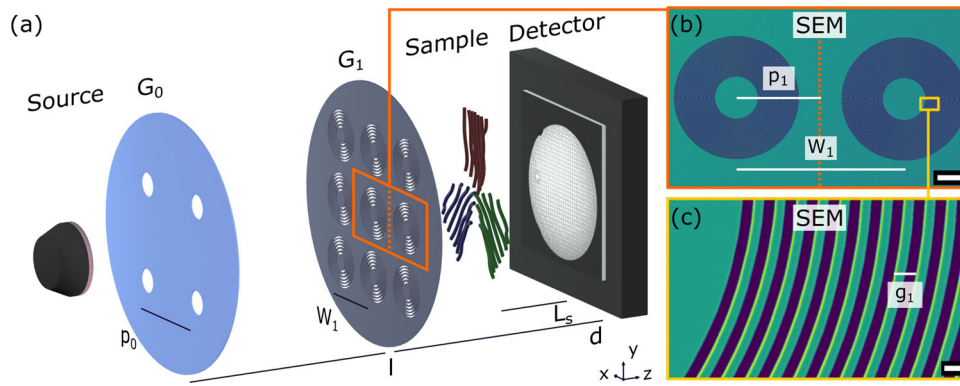 (a)
Source
G₀
G₁
Sample
Detector
p₀
W₁
l
Lₛ
d
x
y
z
(b)
SEM
p₁
W₁
(c)
SEM
g₁